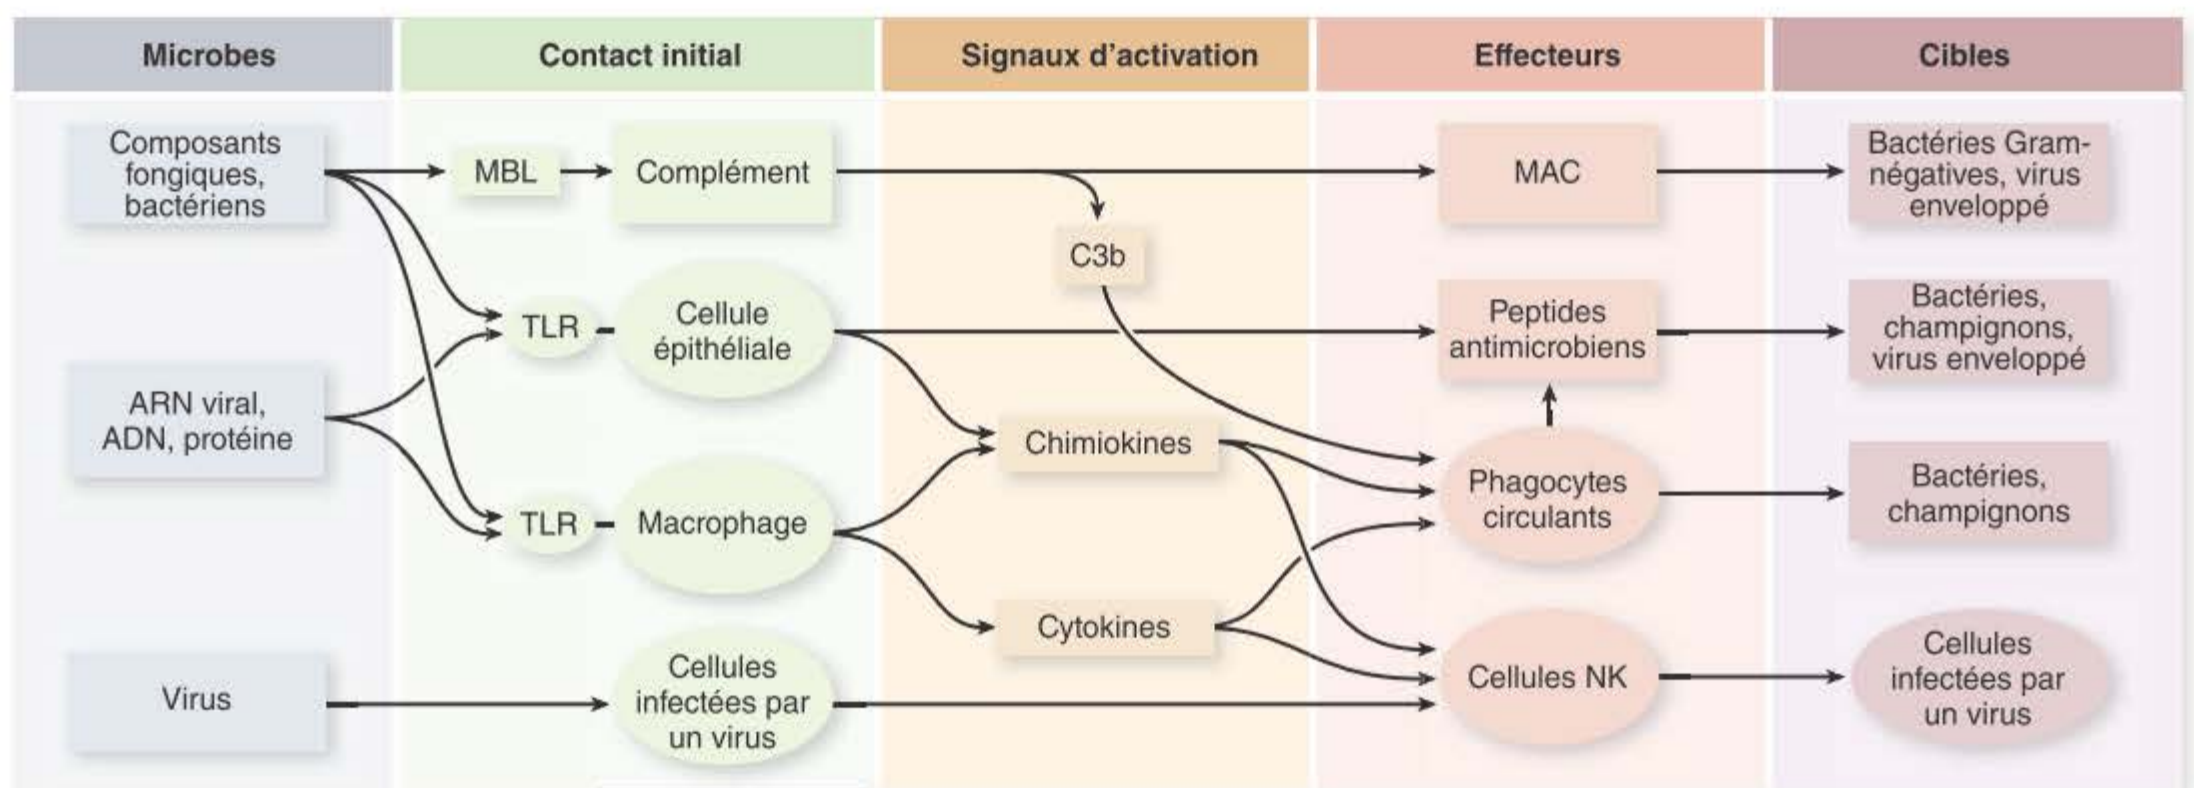 Microbes
Contact initial
Signaux d'activation
Effecteurs
Cibles
Composants
fongiques,
bactériens
MBL
Complément
MAC
Bactéries Gram-
négatives, virus
enveloppé
C3b
TLR
Cellule
épithéliale
Peptides
antimicrobiens
Bactéries,
champignons,
virus enveloppé
ARN viral,
ADN, protéine
Chimiokines
TLR
Macrophage
Phagocytes
circulants
Bactéries,
champignons
Cytokines
Virus
Cellules
infectées par
un virus
Cellules NK
Cellules
infectées par
un virus